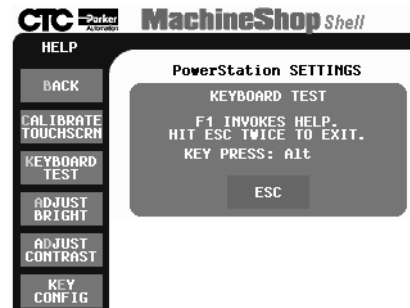 CTC Parker Automation MachineShop Shell
HELP
PowerStation SETTINGS
BACK
KEYBOARD TEST
CALIBRATE
TOUCHSCRN
F1 INVOKES HELP.
HIT ESC TWICE TO EXIT.
KEYBOARD
TEST
KEY PRESS: Alt
ESC
ADJUST
BRIGHT
ADJUST
CONTRAST
KEY
CONFIG